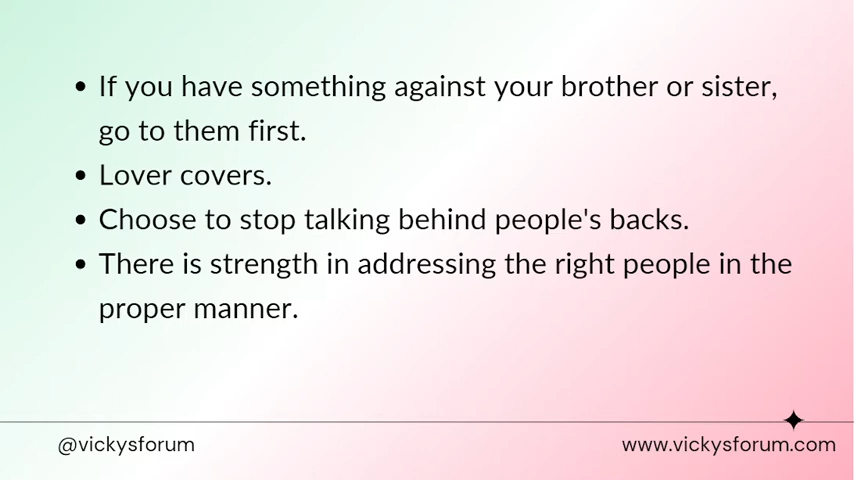 • If you have something against your brother or sister,
go to them first.
• Lover covers.
• Choose to stop talking behind people's backs.
• There is strength in addressing the right people in the
proper manner.
@vickysforum
www.vickysforum.com